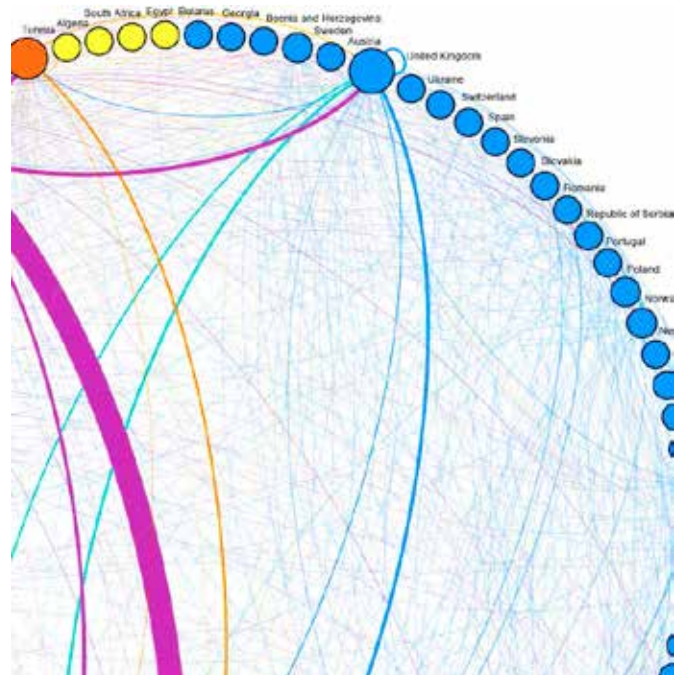 Tunisia
Algeria
South Africa
Egypt
Belarus
Georgia
Bosnia and Herzegovina
Sweden
Austria
United Kingdom
Ukraine
Switzerland
Spain
Slovenia
Slovakia
Romania
Republic of Serbia
Portugal
Poland
Norwa